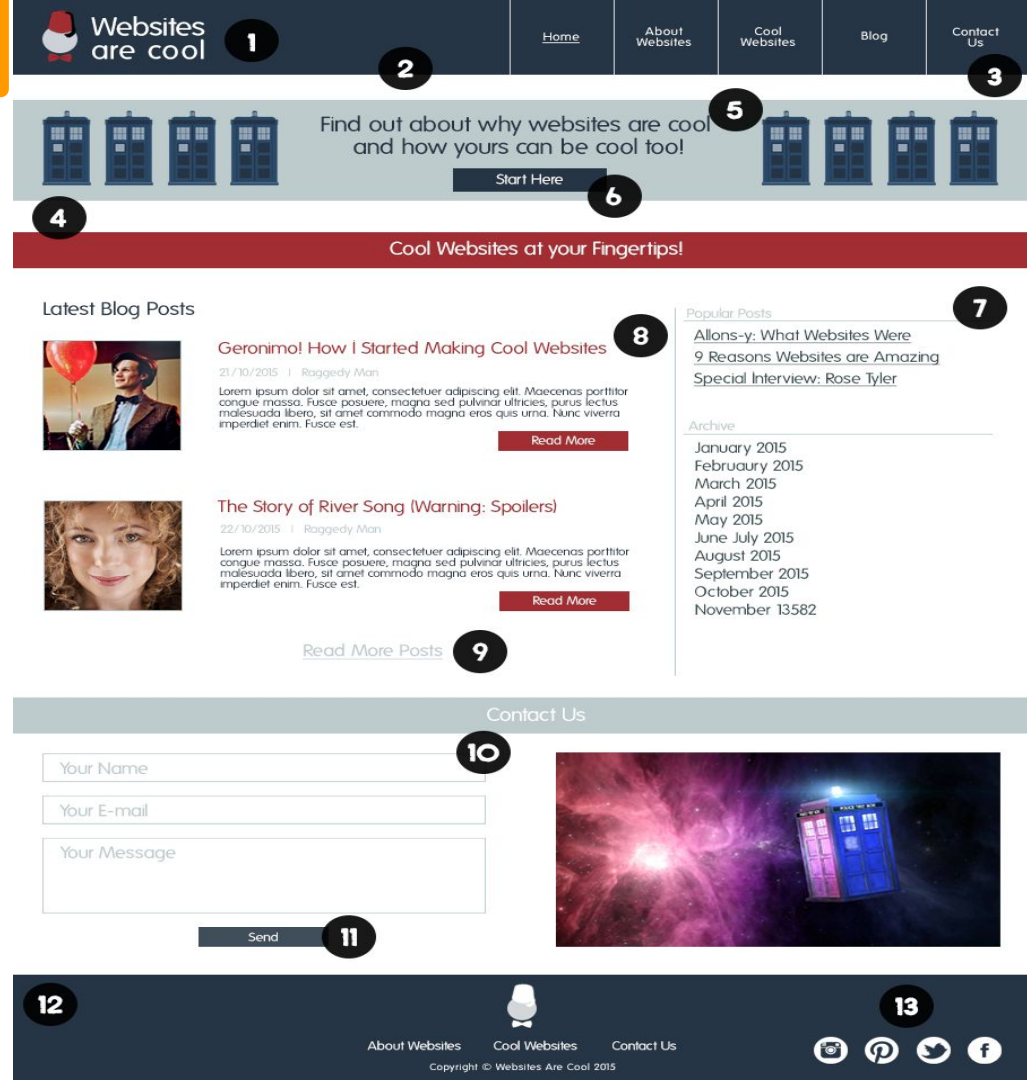 Websites
are cool
1
2
Home
About
Websites
Cool
Websites
Blog
Contact
Us
3
Find out about why websites are cool
and how yours can be cool too!
5
Start Here
6
4
Cool Websites at your Fingertips!
Latest Blog Posts
Geronimo! How I Started Making Cool Websites
8
21/10/2015 | Raggedy Man
Lorem ipsum dolor sit amet, consectetuer adipiscing elit. Maecenas porttitor
congue massa. Fusce posuere, magna sed pulvinar ultricies, purus lectus
malesuada libero, sit amet commodo magna eros quis urna. Nunc viverra
imperdiet enim. Fusce est.
Read More
The Story of River Song (Warning: Spoilers)
22/10/2015 | Raggedy Man
Lorem ipsum dolor sit amet, consectetuer adipiscing elit. Maecenas porttitor
congue massa. Fusce posuere, magna sed pulvinar ultricies, purus lectus
malesuada libero, sit amet commodo magna eros quis urna. Nunc viverra
imperdiet enim. Fusce est.
Read More
Read More Posts
9
7
Popular Posts
Allons-y: What Websites Were
9 Reasons Websites are Amazing
Special Interview: Rose Tyler
Archive
January 2015
Februaury 2015
March 2015
April 2015
May 2015
June July 2015
August 2015
September 2015
October 2015
November 13582
Contact Us
10
Your Name
Your E-mail
Your Message
Send
11
12
13
About Websites
Cool Websites
Contact Us
Copyright © Websites Are Cool 2015